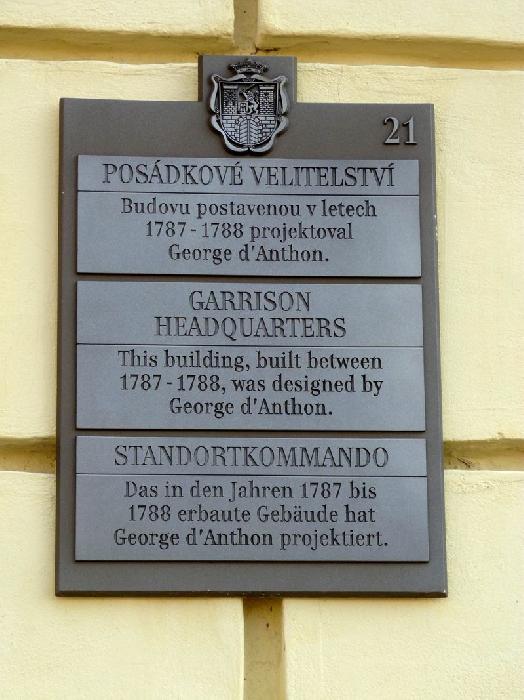 21
POSÁDKOVÉ VELITELSTVÍ
Budovu postavenou v letech
1787 - 1788 projektoval
George d'Anthon.
GARRISON
HEADQUARTERS
This building, built between
1787 - 1788, was designed by
George d'Anthon.
STANDORTKOMMANDO
Das in den Jahren 1787 bis
1788 erbaute Gebäude hat
George d'Anthon projektiert.